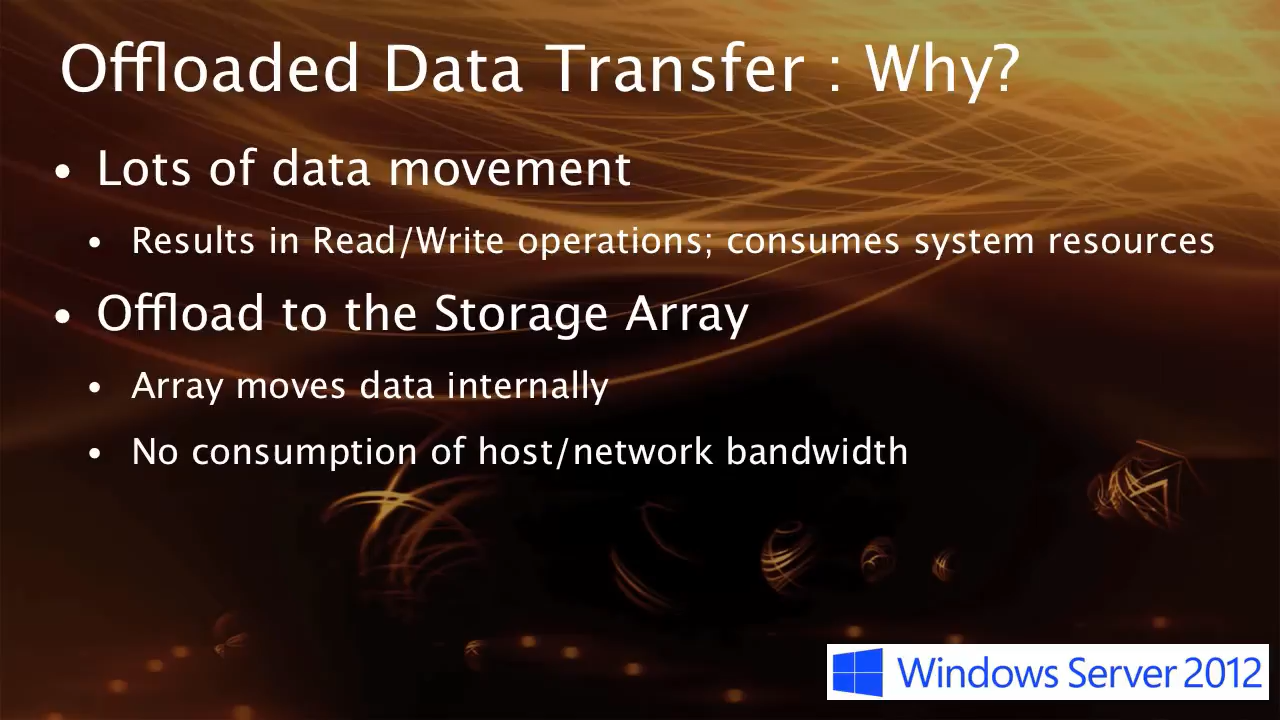 Offloaded Data Transfer : Why?
• Lots of data movement
• Results in Read/Write operations; consumes system resources
• Offload to the Storage Array
• Array moves data internally
• No consumption of host/network bandwidth
Windows Server 2012